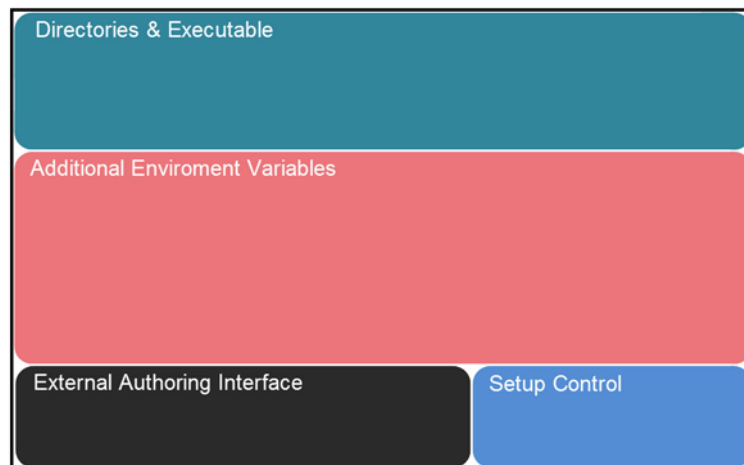 Directories & Executable
Additional Enviroment Variables
External Authoring Interface
Setup Control